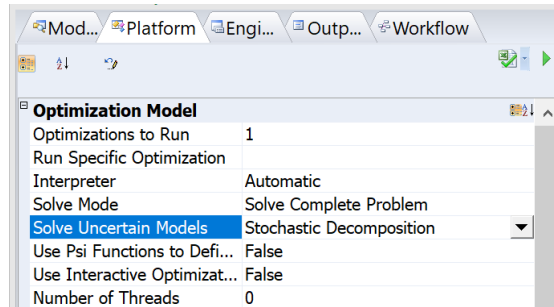 Mod... Platform Engi... Outp... Workflow
Optimization Model
Optimizations to Run 1
Run Specific Optimization
Interpreter Automatic
Solve Mode Solve Complete Problem
Solve Uncertain Models Stochastic Decomposition
Use Psi Functions to Defi... False
Use Interactive Optimizat... False
Number of Threads 0